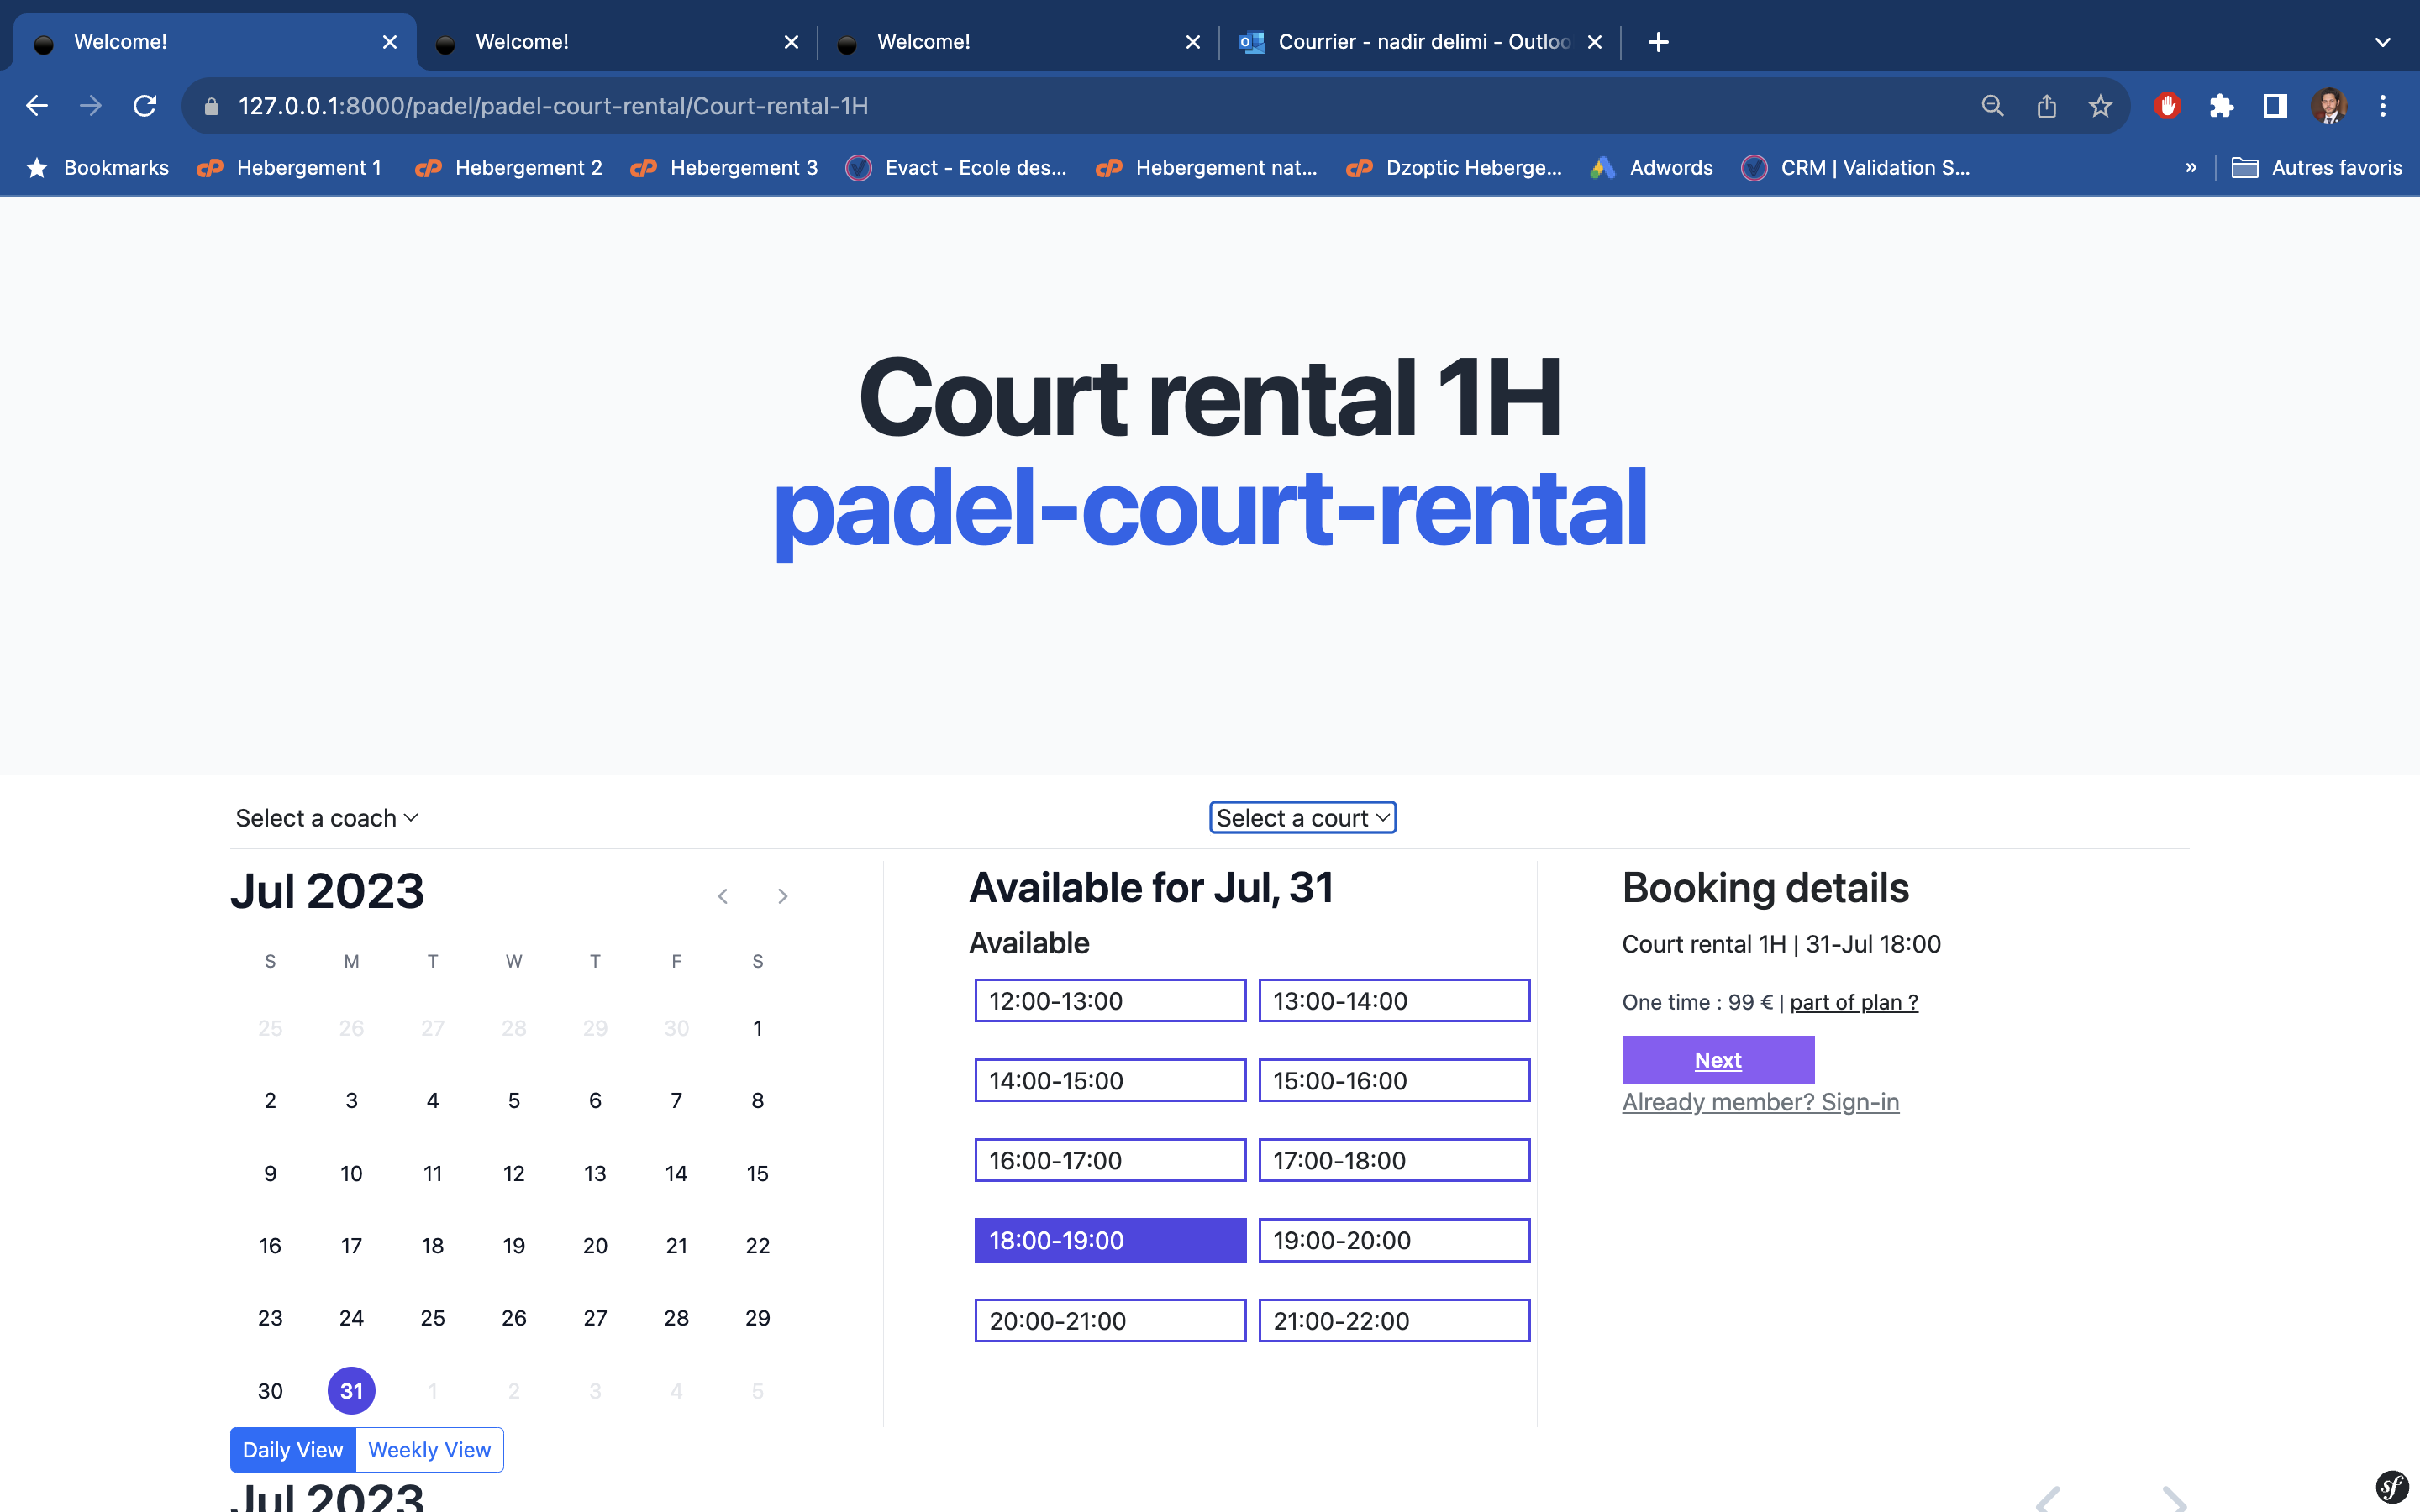 Welcome!
Welcome!
Welcome!
Courrier - nadir delimi - Outloo
127.0.0.1:8000/padel/padel-court-rental/Court-rental-1H
Bookmarks
Hebergement 1
Hebergement 2
Hebergement 3
Evact - Ecole des...
Hebergement nat...
Dzoptic Heberge...
Adwords
CRM | Validation S...
»
Autres favoris
Court rental 1H
padel-court-rental
Select a coach
Select a court
Jul 2023
S M T W T F S
25 26 27 28 29 30 1
2 3 4 5 6 7 8
9 10 11 12 13 14 15
16 17 18 19 20 21 22
23 24 25 26 27 28 29
30 31 1 2 3 4 5
Daily View Weekly View
Jul 2023
Available for Jul, 31
Available
12:00-13:00 13:00-14:00
14:00-15:00 15:00-16:00
16:00-17:00 17:00-18:00
18:00-19:00 19:00-20:00
20:00-21:00 21:00-22:00
Booking details
Court rental 1H | 31-Jul 18:00
One time : 99 € | part of plan ?
Next
Already member? Sign-in
sf